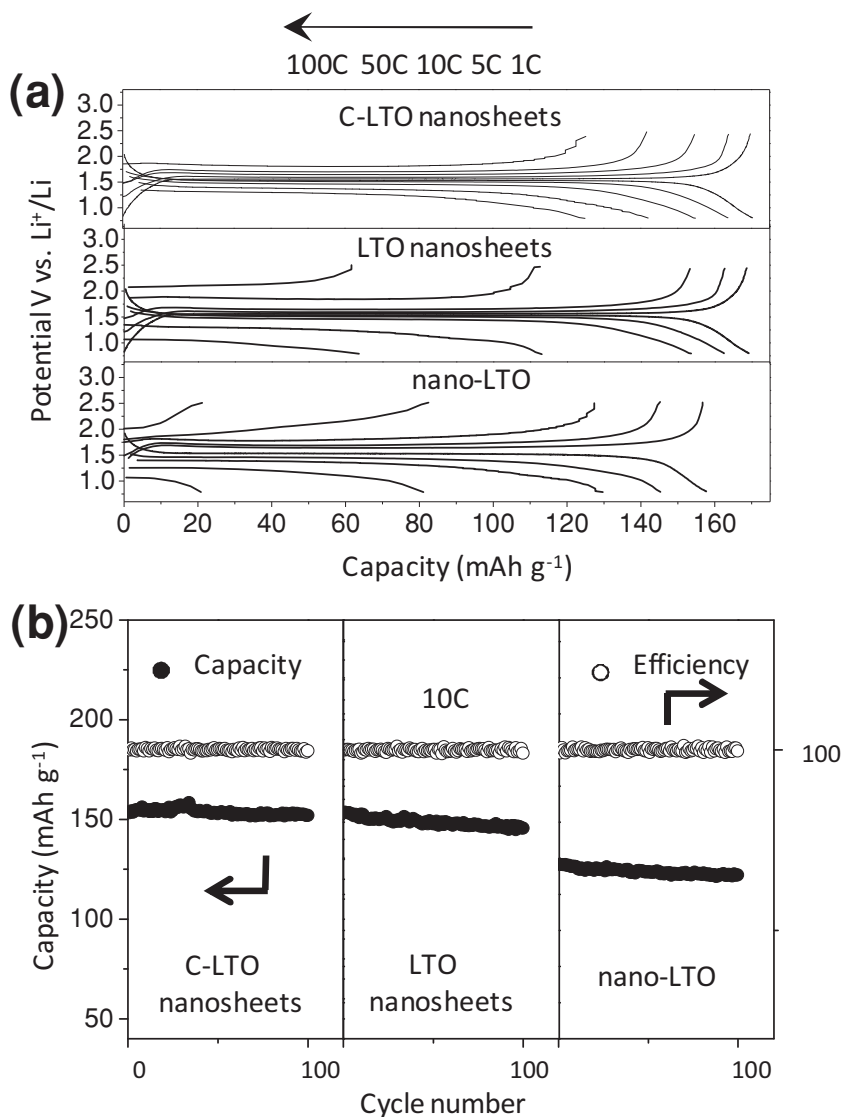 100C 50C 10C 5C 1C
(a)
C-LTO nanosheets
3.0
2.5
2.0
1.5
1.0
LTO nanosheets
3.0
2.5
2.0
1.5
1.0
nano-LTO
3.0
2.5
2.0
1.5
1.0
Potential V vs. Li⁺/Li
0 20 40 60 80 100 120 140 160
Capacity (mAh g⁻¹)
(b)
250
200
150
100
50
Capacity (mAh g⁻¹)
Capacity
10C
Efficiency
100
C-LTO
nanosheets
LTO
nanosheets
nano-LTO
0 100 100 100
Cycle number